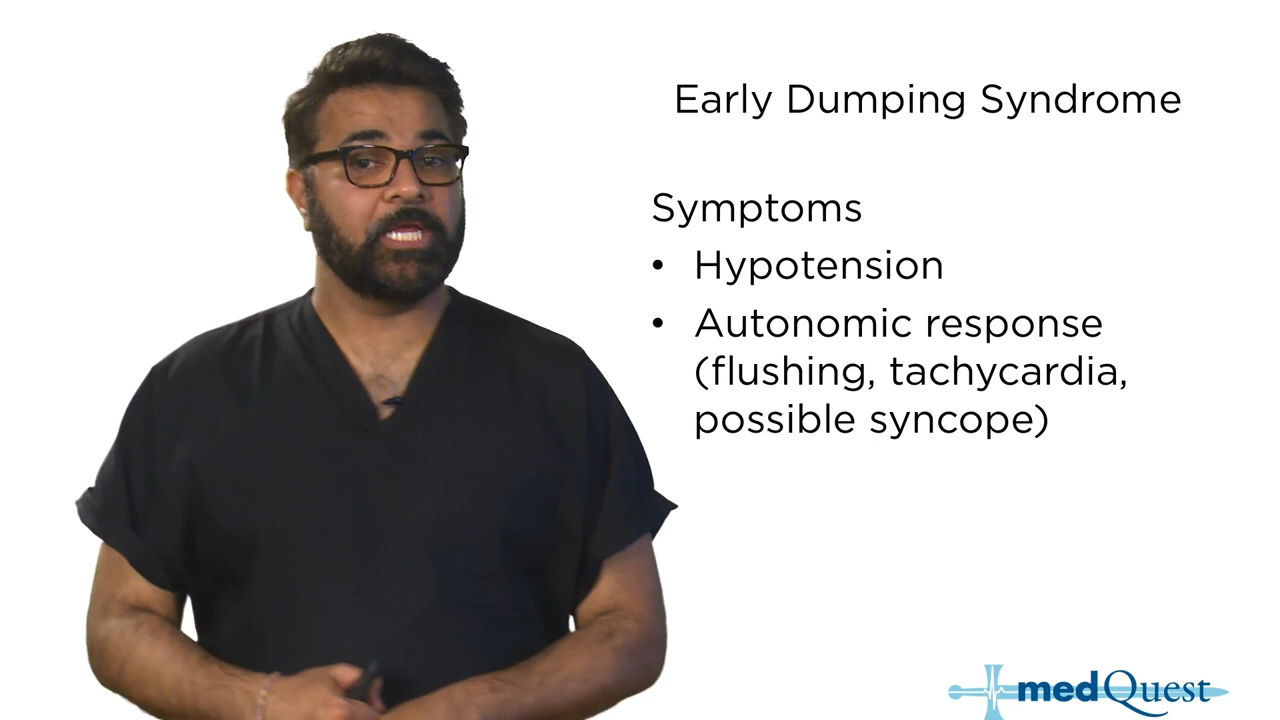 Early Dumping Syndrome
Symptoms
• Hypotension
• Autonomic response
(flushing, tachycardia,
possible syncope)
medQuest